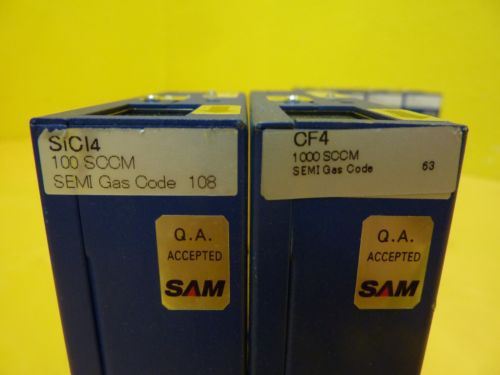 SiCl4
100 SCCM
SEMI Gas Code 108
Q.A.
ACCEPTED
SAM
CF4
1000 SCCM
SEMI Gas Code 63
Q.A.
ACCEPTED
SAM